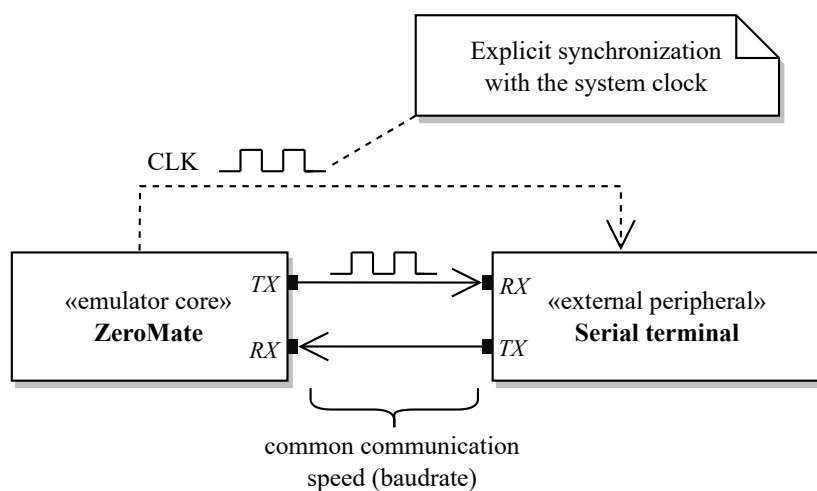 Explicit synchronization
with the system clock
CLK
TX
RX
«emulator core»
ZeroMate
«external peripheral»
Serial terminal
RX
TX
common communication
speed (baudrate)